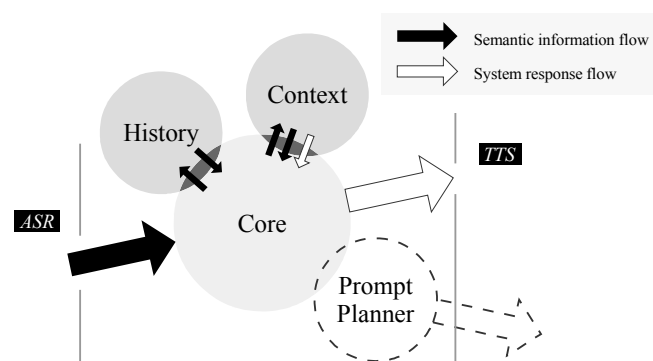 Semantic information flow
System response flow
Context
History
TTS
ASR
Core
Prompt
Planner